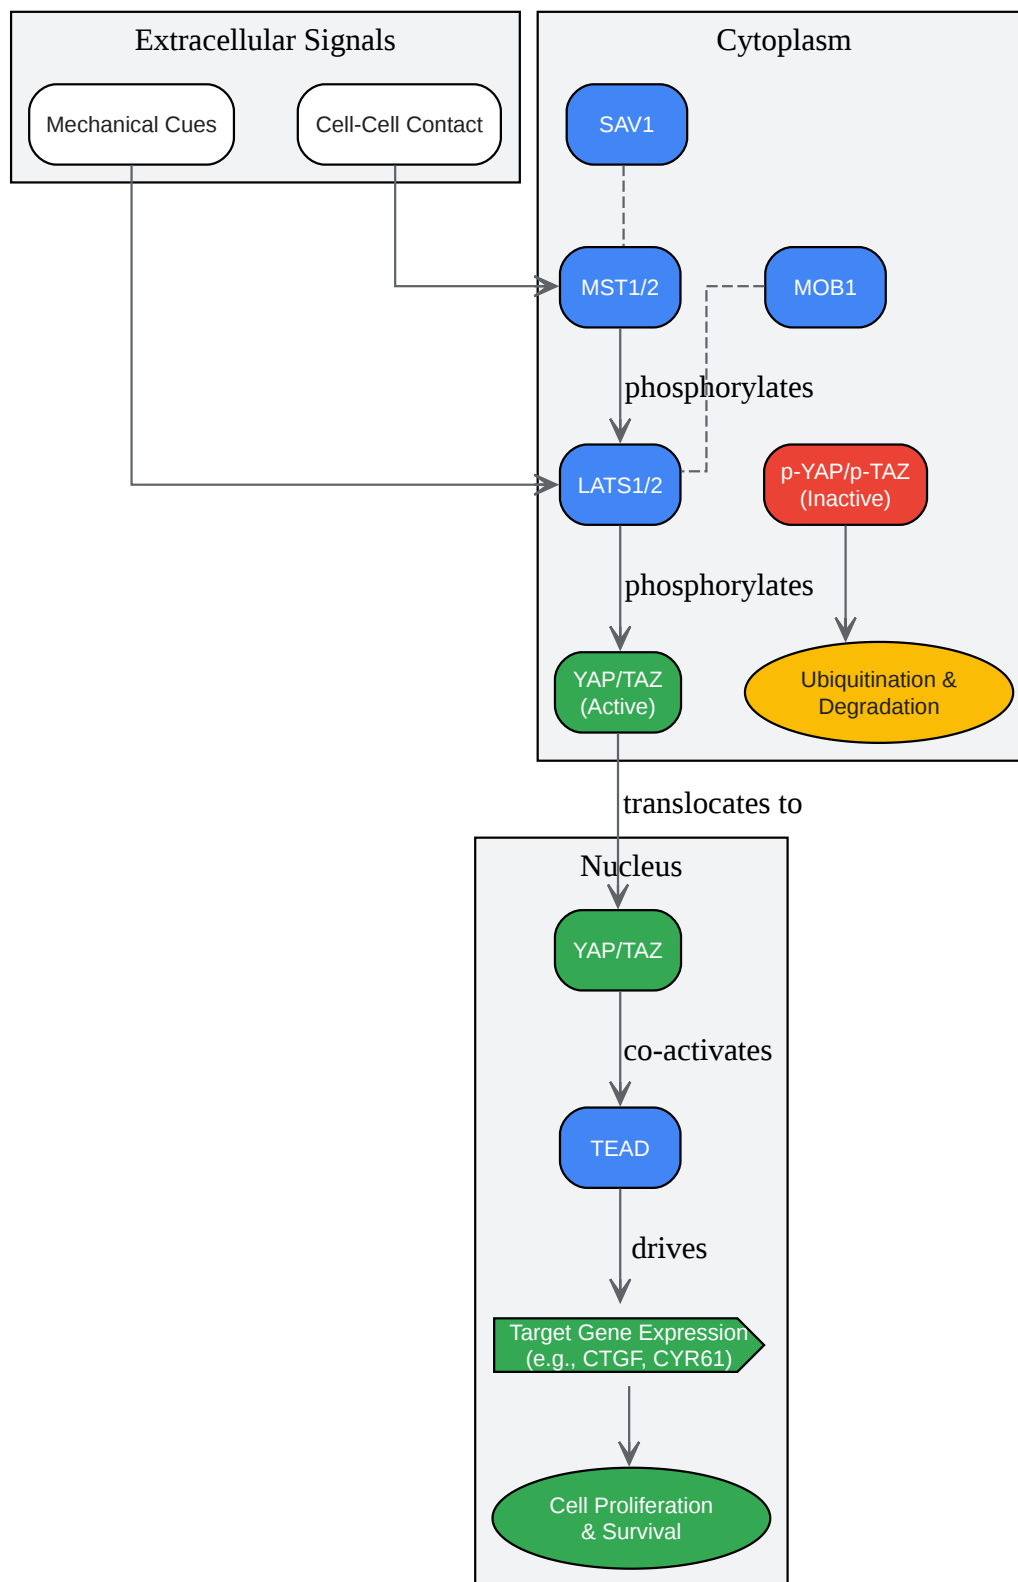 Extracellular Signals
Mechanical Cues
Cell-Cell Contact
Cytoplasm
SAV1
MST1/2
MOB1
phosphorylates
LATS1/2
p-YAP/p-TAZ
(Inactive)
phosphorylates
YAP/TAZ
(Active)
Ubiquitination &
Degradation
translocates to
Nucleus
YAP/TAZ
co-activates
TEAD
drives
Target Gene Expression
(e.g., CTGF, CYR61)
Cell Proliferation
& Survival